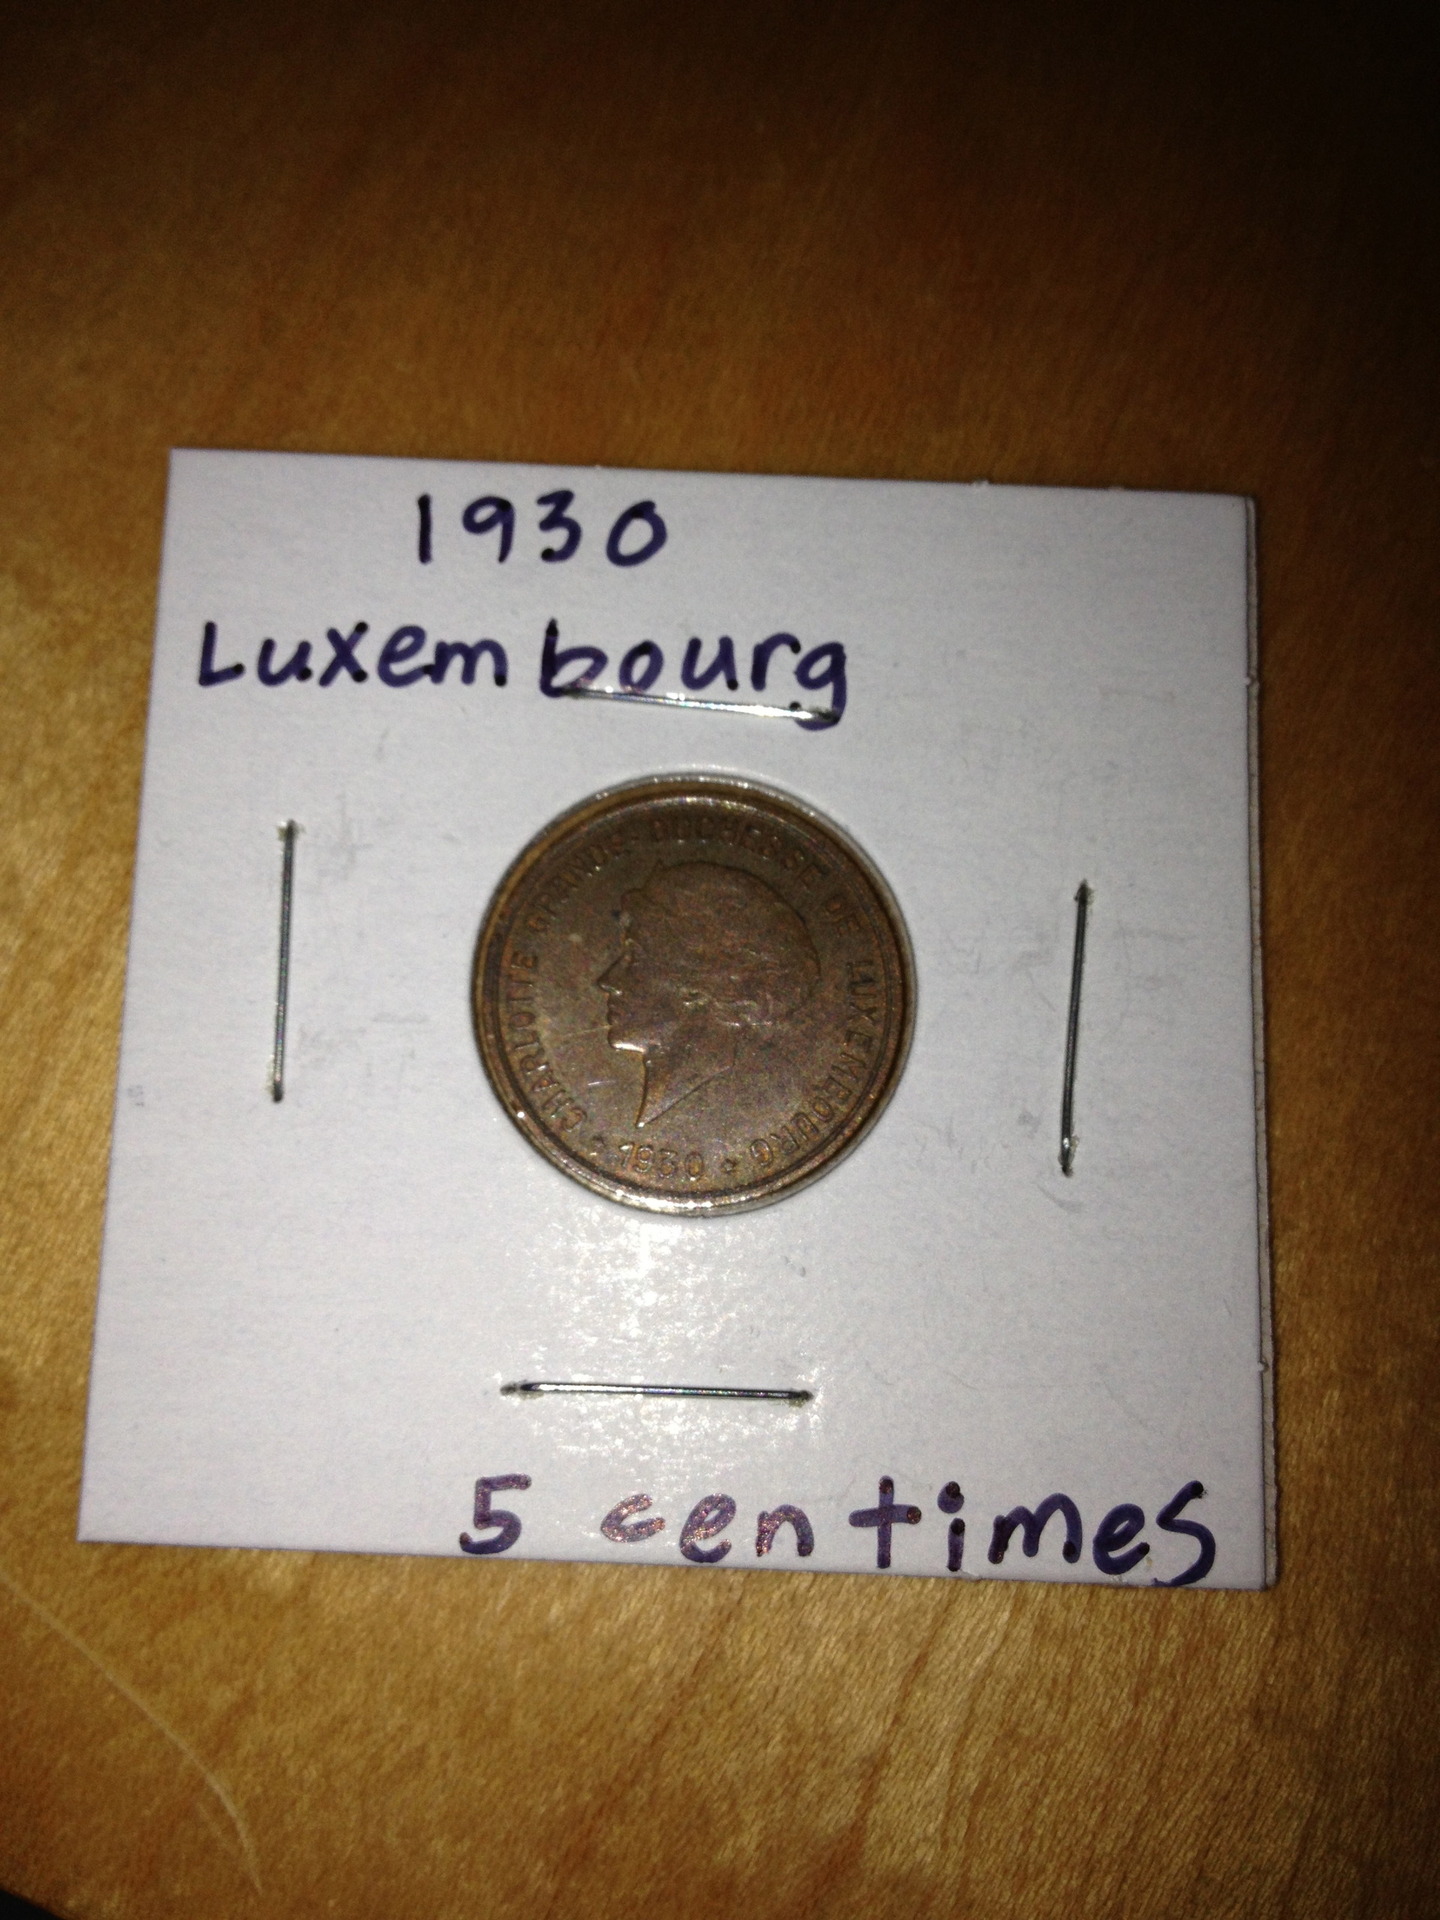 1930
Luxembourg
CHARLOTTE GRANDE-DUCHESSE DE LUXEMBOURG
* 1930 *
5 centimes